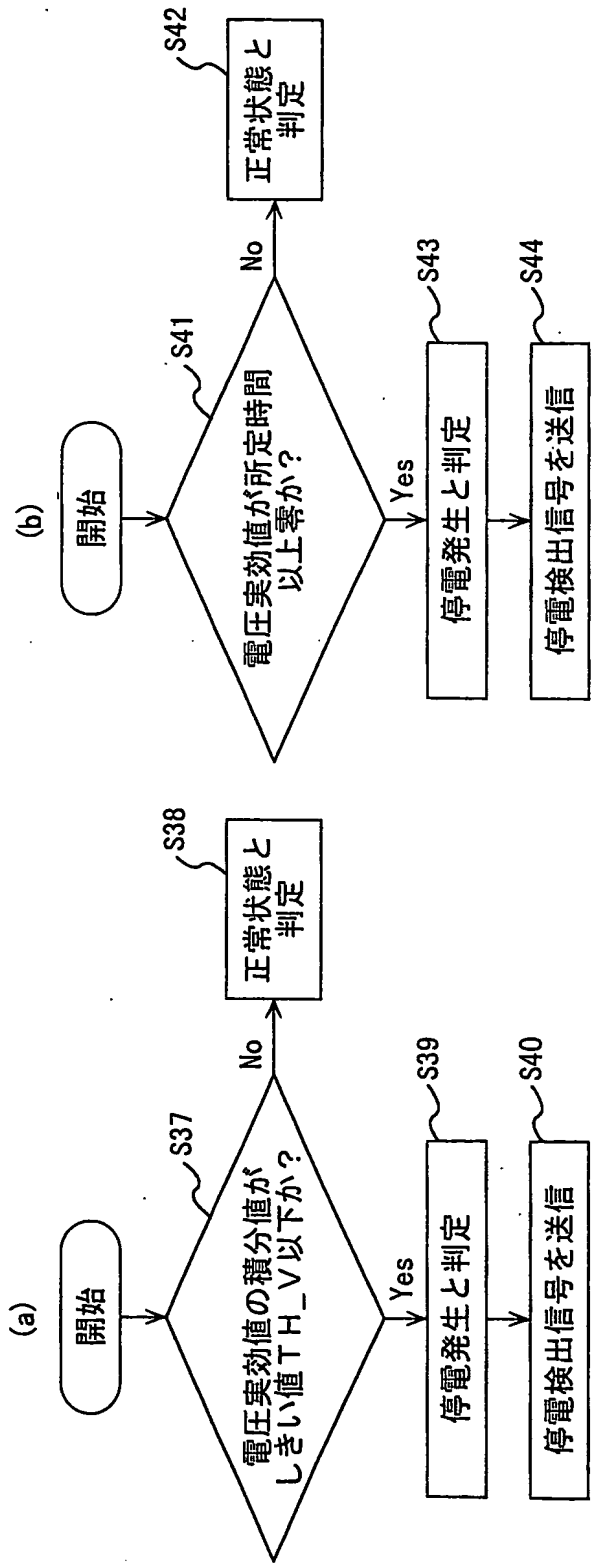 (a)
開始
S37
電圧実効値の積分値が
しきい値TH_V以下か?
No
S38
正常状態と
判定
Yes
S39
停電発生と判定
S40
停電検出信号を送信
(b)
開始
S41
電圧実効値が所定時間
以上零か?
No
S42
正常状態と
判定
Yes
S43
停電発生と判定
S44
停電検出信号を送信